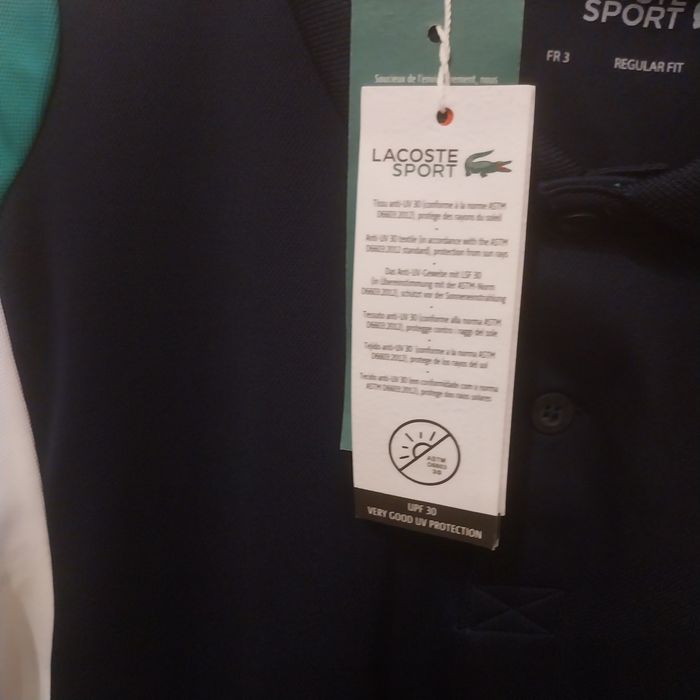 SPORT
FR 3 REGULAR FIT
Soucieux de l'environnement, nous
LACOSTE
SPORT
Tissu anti-UV 30 (conforme à la norme ASTM
D6603:2012), protège des rayons du soleil
-
Anti-UV 30 textile (in accordance with the ASTM
D6603:2012 standard), protection from sun rays
-
Das Anti-UV-Gewebe mit LSF 30
(in Übereinstimmung mit der ASTM-Norm
D6603:2012), schützt vor der Sonneneinstrahlung
-
Tessuto anti-UV 30 (conforme alla norma ASTM
D6603:2012), protegge contro i raggi del sole
-
Tejido anti-UV 30 (conforme a la norma ASTM
D6603:2012), protege de los rayos del sol
-
Tecido anti-UV 30 (em conformidade com a norma
ASTM D6603:2012), protege dos raios solares
ASTM
D6603
30
UPF 30
VERY GOOD UV PROTECTION